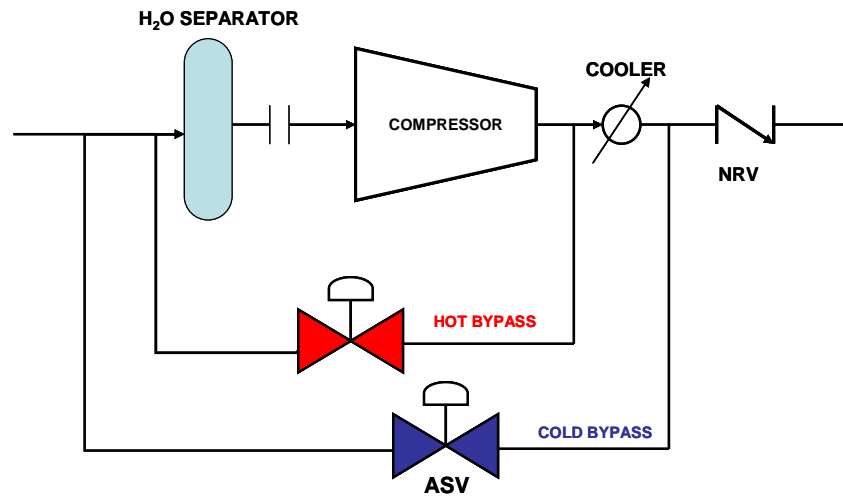 H₂O SEPARATOR
COOLER
COMPRESSOR
NRV
HOT BYPASS
COLD BYPASS
ASV